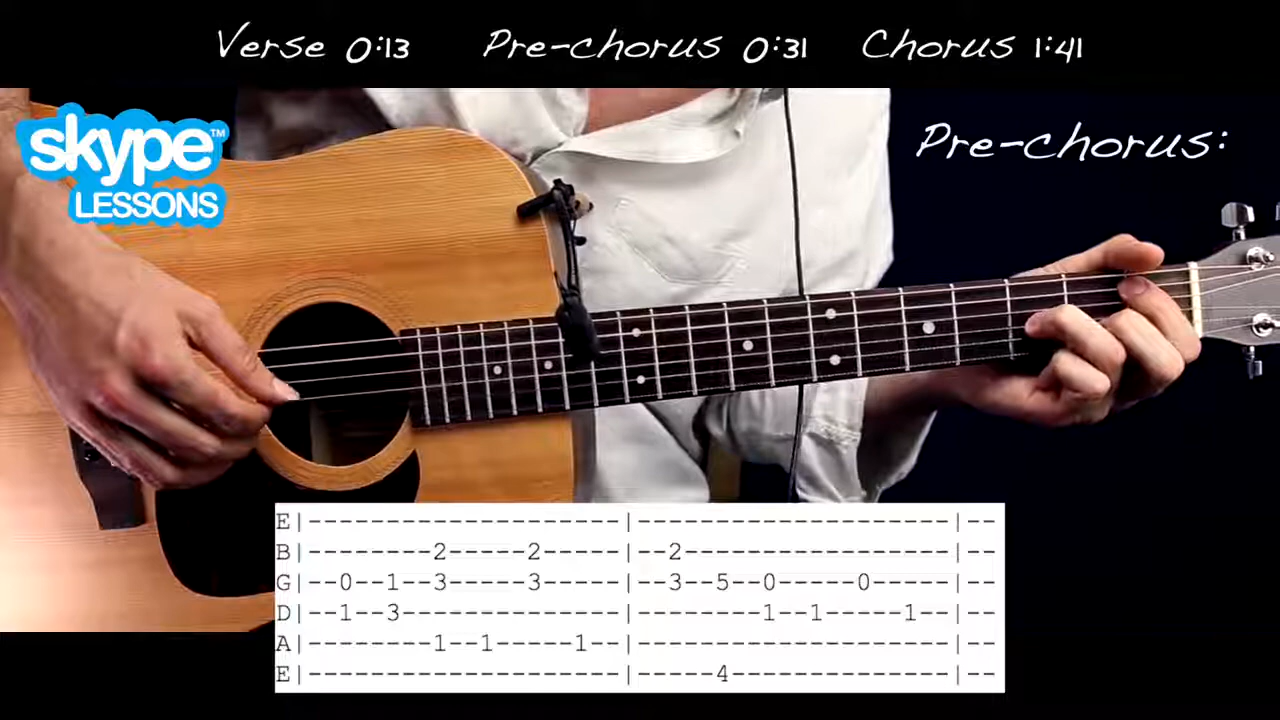 Verse 0:13 Pre-chorus 0:31 Chorus 1:41
skype™
LESSONS
Pre-chorus:
E|--------------------|--------------------|--
B|--------2-----2-----|--2-----------------|--
G|--0--1--3-----3-----|--3--5--0-----0-----|--
D|--1--3--------------|--------1--1-----1--|--
A|--------1--1-----1--|--------------------|--
E|--------------------|-----4--------------|--